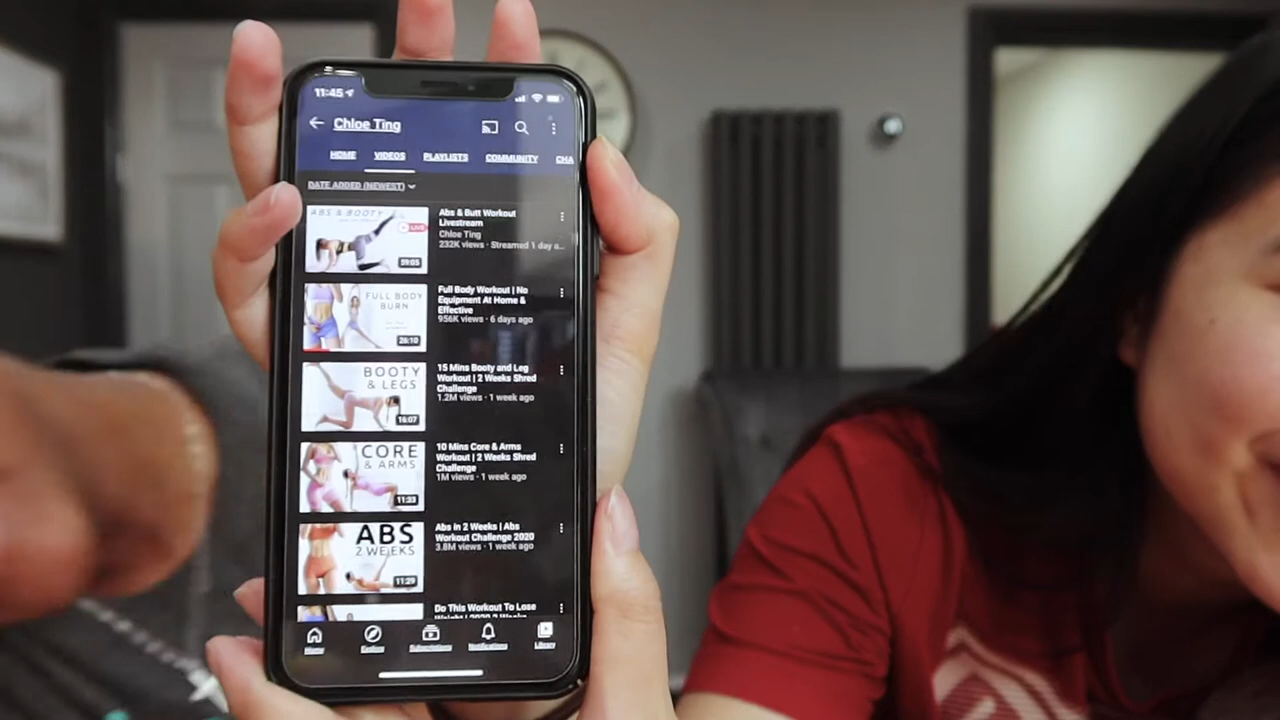 11:45
Chloe Ting
HOME VIDEOS PLAYLISTS COMMUNITY CHA
DATE ADDED (NEWEST)
ABS & BOOTY
LIVE
59:05
Abs & Butt Workout
Livestream
Chloe Ting
232K views · Streamed 1 day a...
FULL BODY
BURN
26:10
Full Body Workout | No
Equipment At Home &
Effective
956K views · 6 days ago
BOOTY
& LEGS
16:07
15 Mins Booty and Leg
Workout | 2 Weeks Shred
Challenge
1.2M views · 1 week ago
CORE
& ARMS
11:33
10 Mins Core & Arms
Workout | 2 Weeks Shred
Challenge
1M views · 1 week ago
ABS
2 WEEKS
11:29
Abs in 2 Weeks | Abs
Workout Challenge 2020
3.8M views · 1 week ago
Do This Workout To Lose
Weight | 2020 2 Weeks
Home Explore Subscriptions Notifications Library